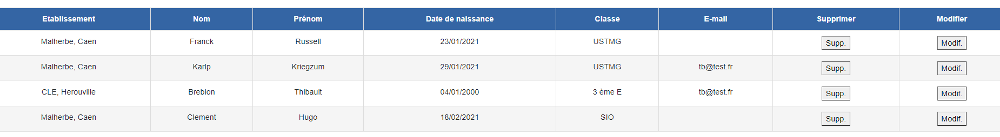 Etablissement Nom Prénom Date de naissance Classe E-mail Supprimer Modifier
Malherbe, Caen Franck Russell 23/01/2021 USTMG Supp. Modif.
Malherbe, Caen Karlp Kriegzum 29/01/2021 USTMG tb@test.fr Supp. Modif.
CLE, Herouville Brebion Thibault 04/01/2000 3 ème E tb@test.fr Supp. Modif.
Malherbe, Caen Clement Hugo 18/02/2021 SIO Supp. Modif.